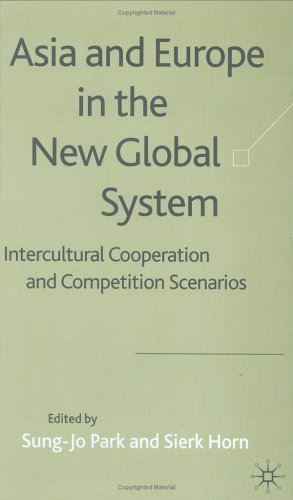 Copyrighted Material
Asia and Europe
in the
New Global
System
Intercultural Cooperation
and Competition Scenarios
Edited by
Sung-Jo Park and Sierk Horn
Copyrighted Material